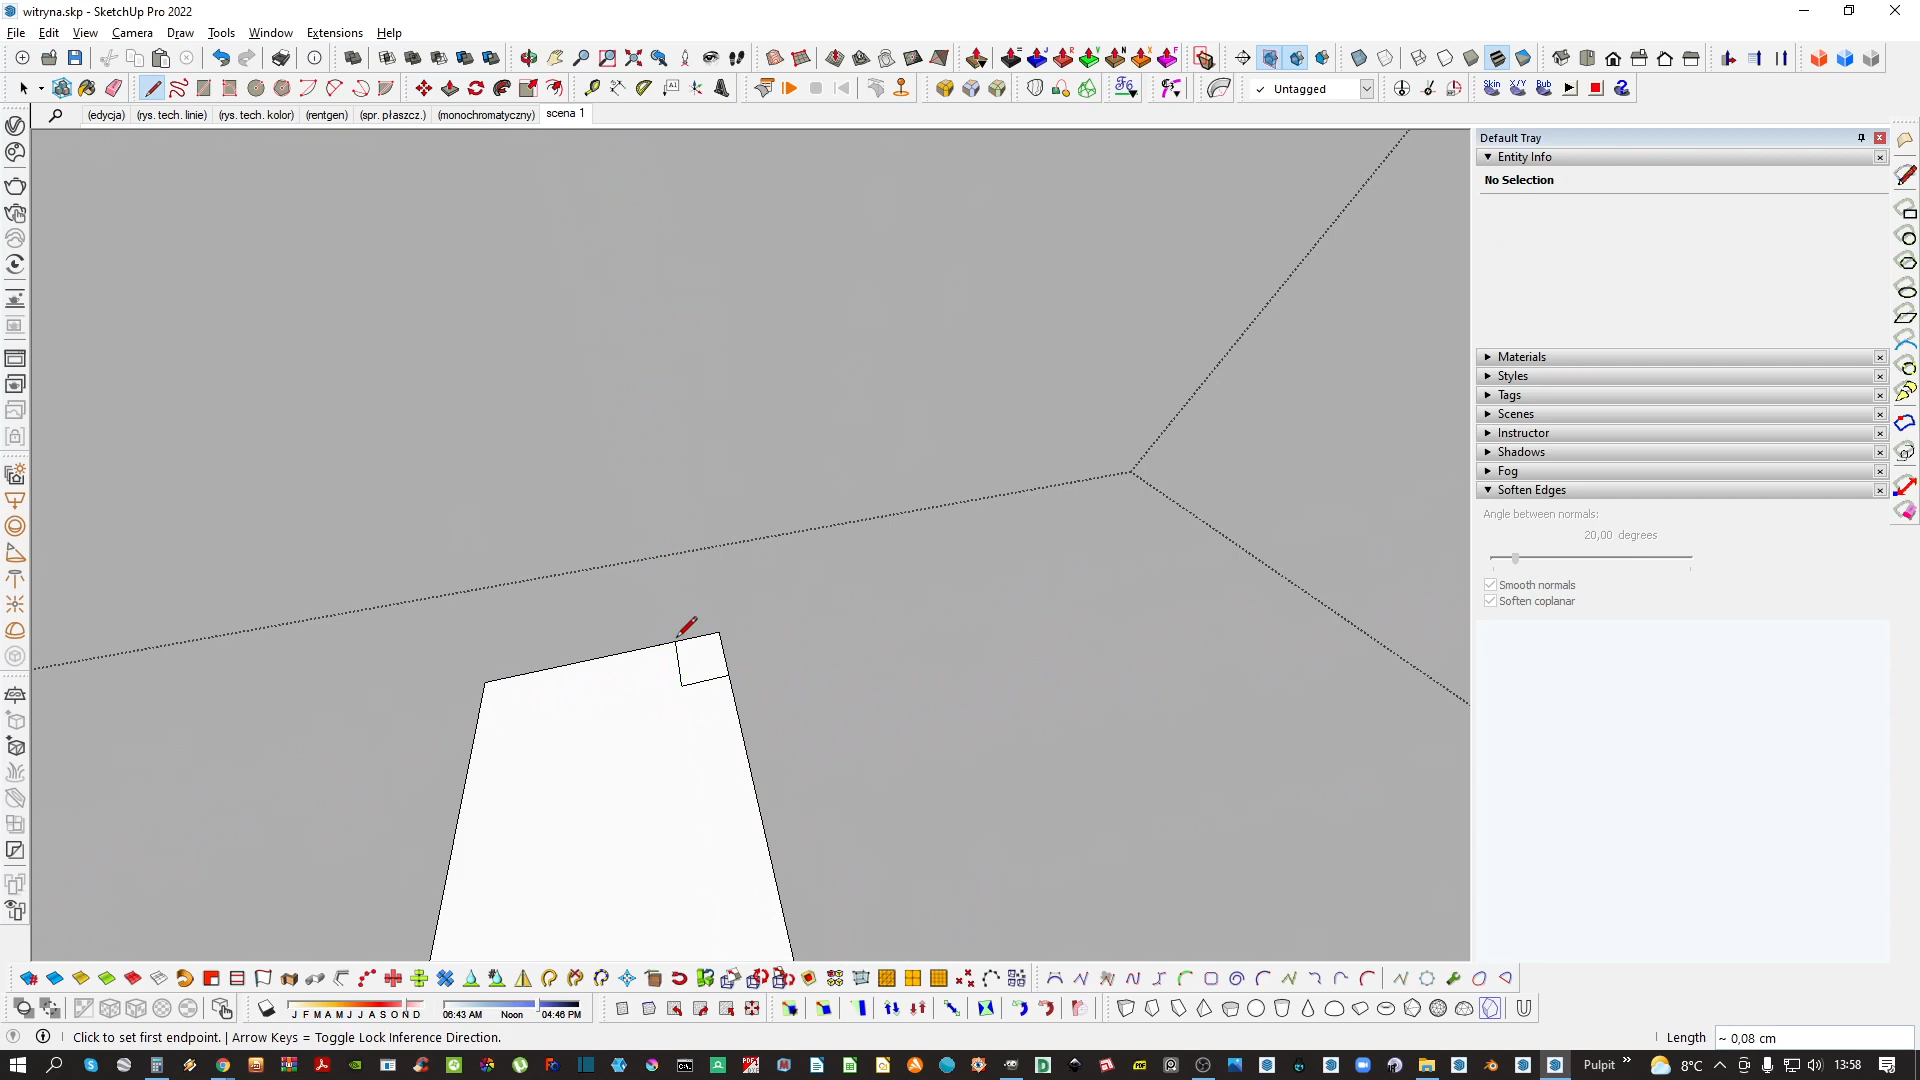 witryna.skp - SketchUp Pro 2022
File Edit View Camera Draw Tools Window Extensions Help
Untagged
Skin X/Y Bub
(edycja) (rys. tech. linie) (rys. tech. kolor) (rentgen) (spr. płaszcz.) (monochromatyczny) scena 1
Default Tray
Entity Info
No Selection
Materials
Styles
Tags
Scenes
Instructor
Shadows
Fog
Soften Edges
Angle between normals:
20,00 degrees
Smooth normals
Soften coplanar
J F M A M J J A S O N D
06:43 AM Noon 04:46 PM
Click to set first endpoint. | Arrow Keys = Toggle Lock Inference Direction.
Length ~ 0,08 cm
Pulpit
8°C
13:58